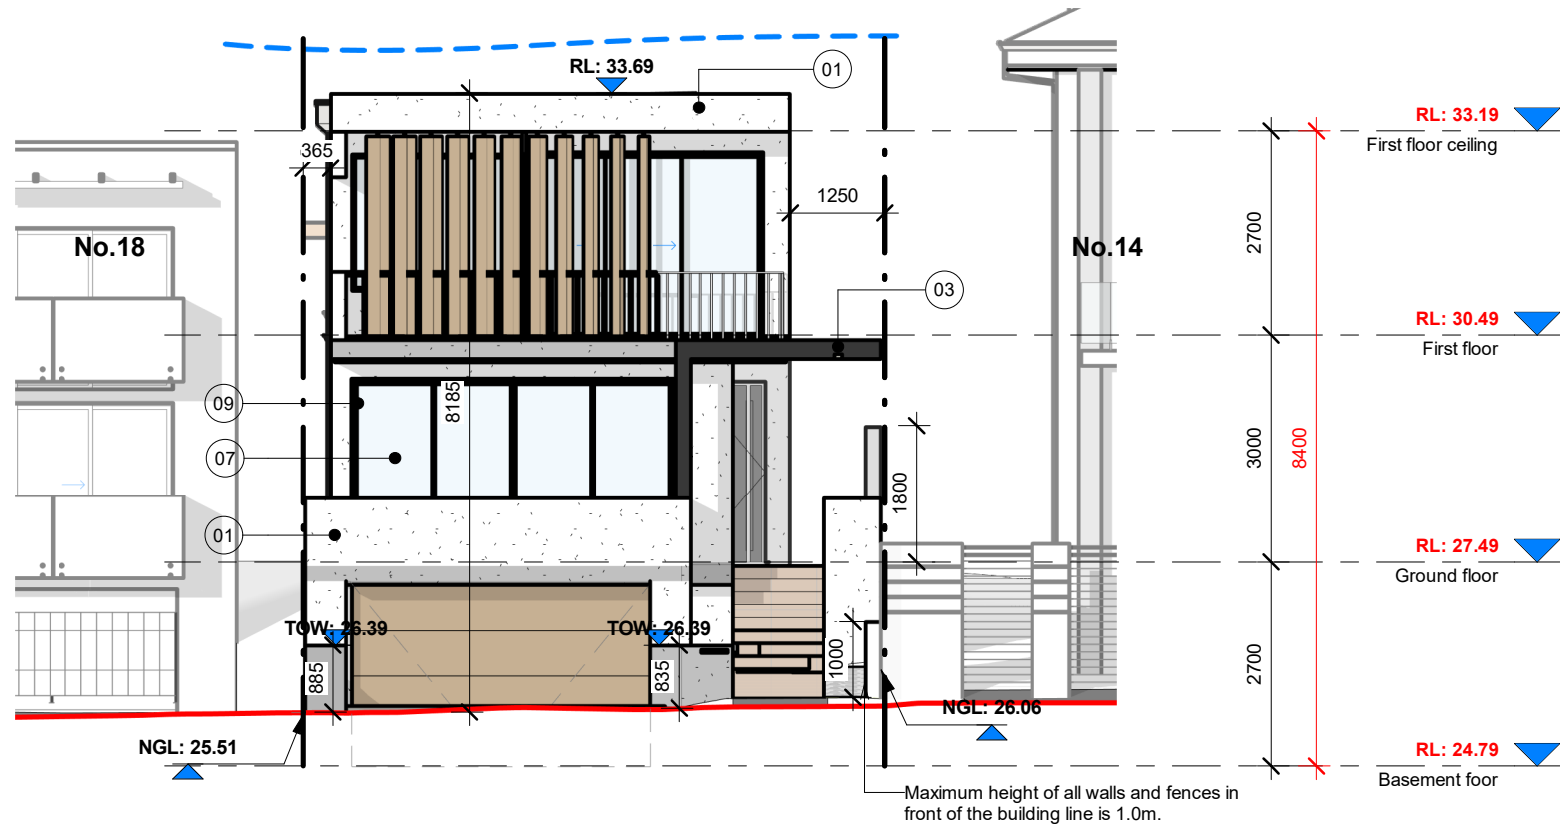 RL: 33.69
01
RL: 33.19
First floor ceiling
365
1250
2700
No.18
No.14
03
RL: 30.49
First floor
09
8185
07
3000
8400
1800
01
RL: 27.49
Ground floor
TOW: 26.39
TOW: 26.39
885
835
1000
2700
NGL: 26.06
NGL: 25.51
RL: 24.79
Basement foor
Maximum height of all walls and fences in
front of the building line is 1.0m.